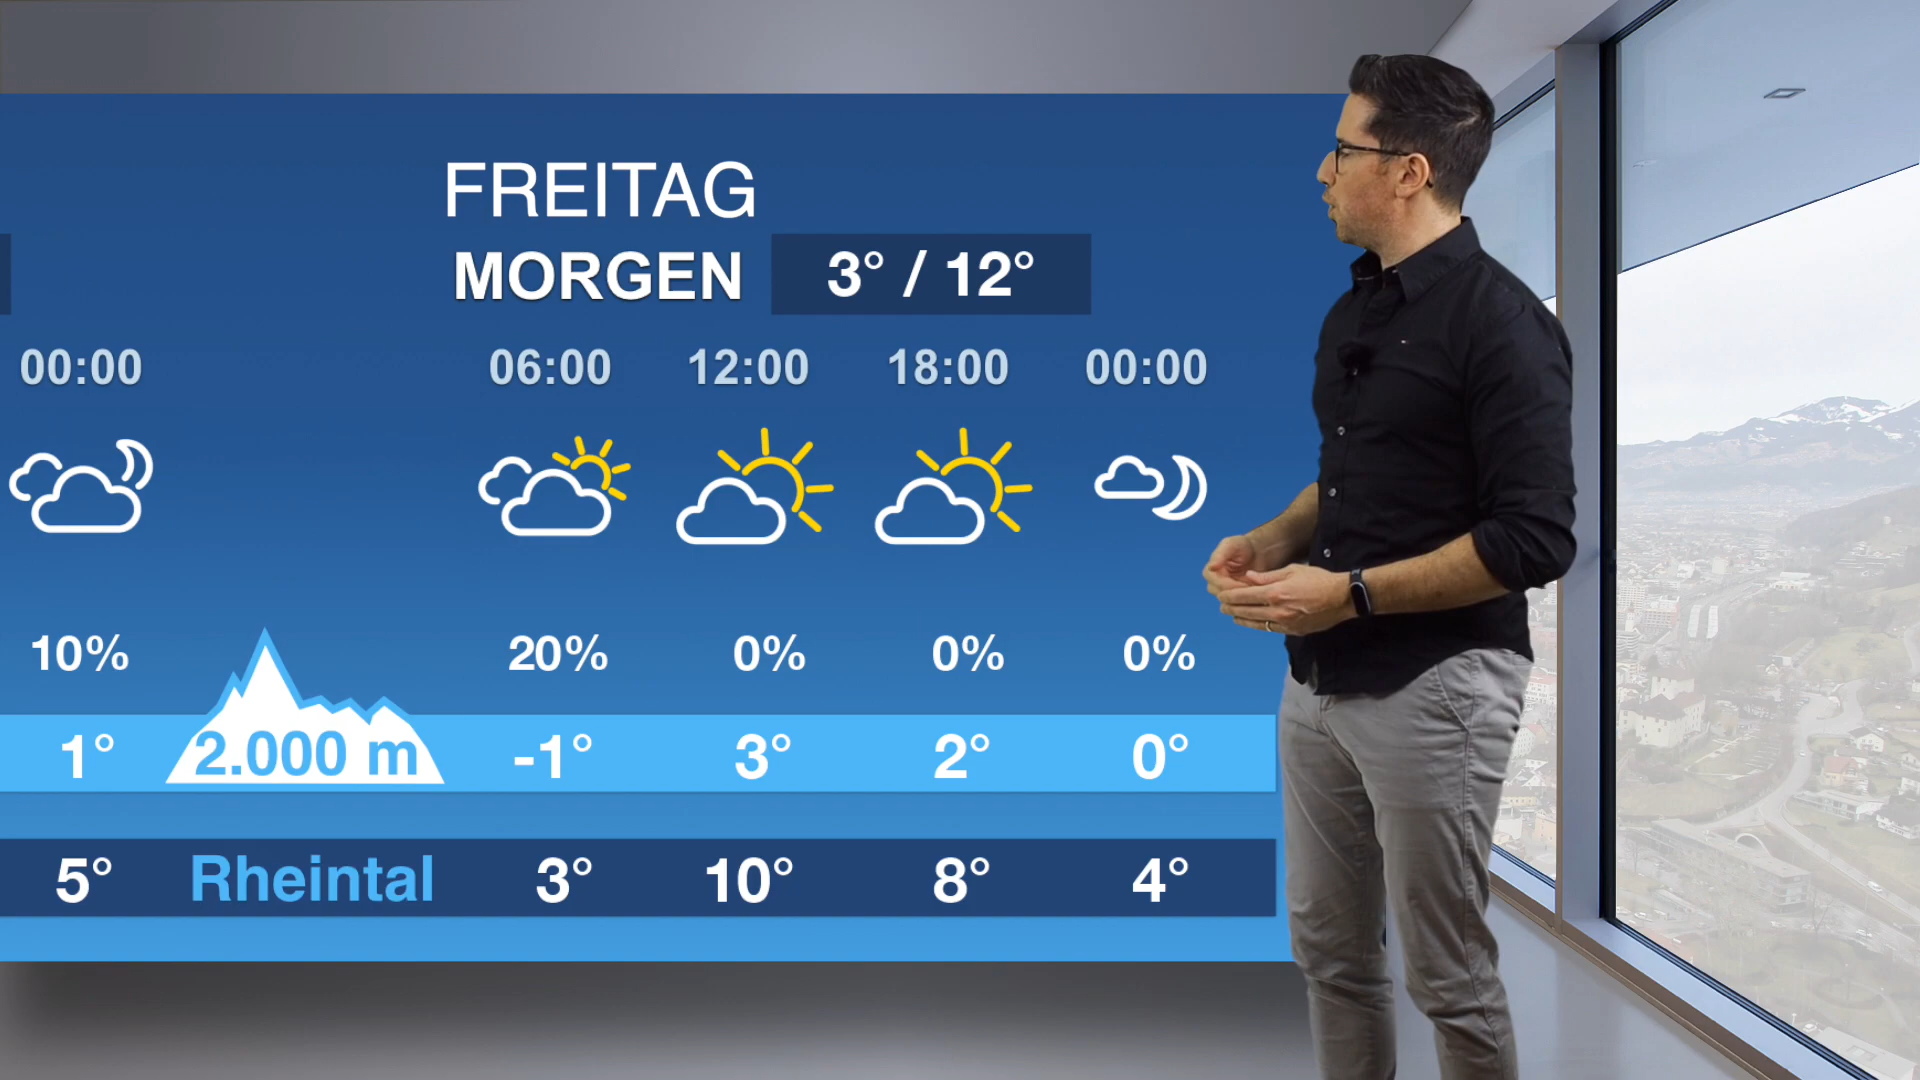 FREITAG
MORGEN 3° / 12°
00:00 06:00 12:00 18:00 00:00
10% 20% 0% 0% 0%
1° 2.000 m -1° 3° 2° 0°
5° Rheintal 3° 10° 8° 4°